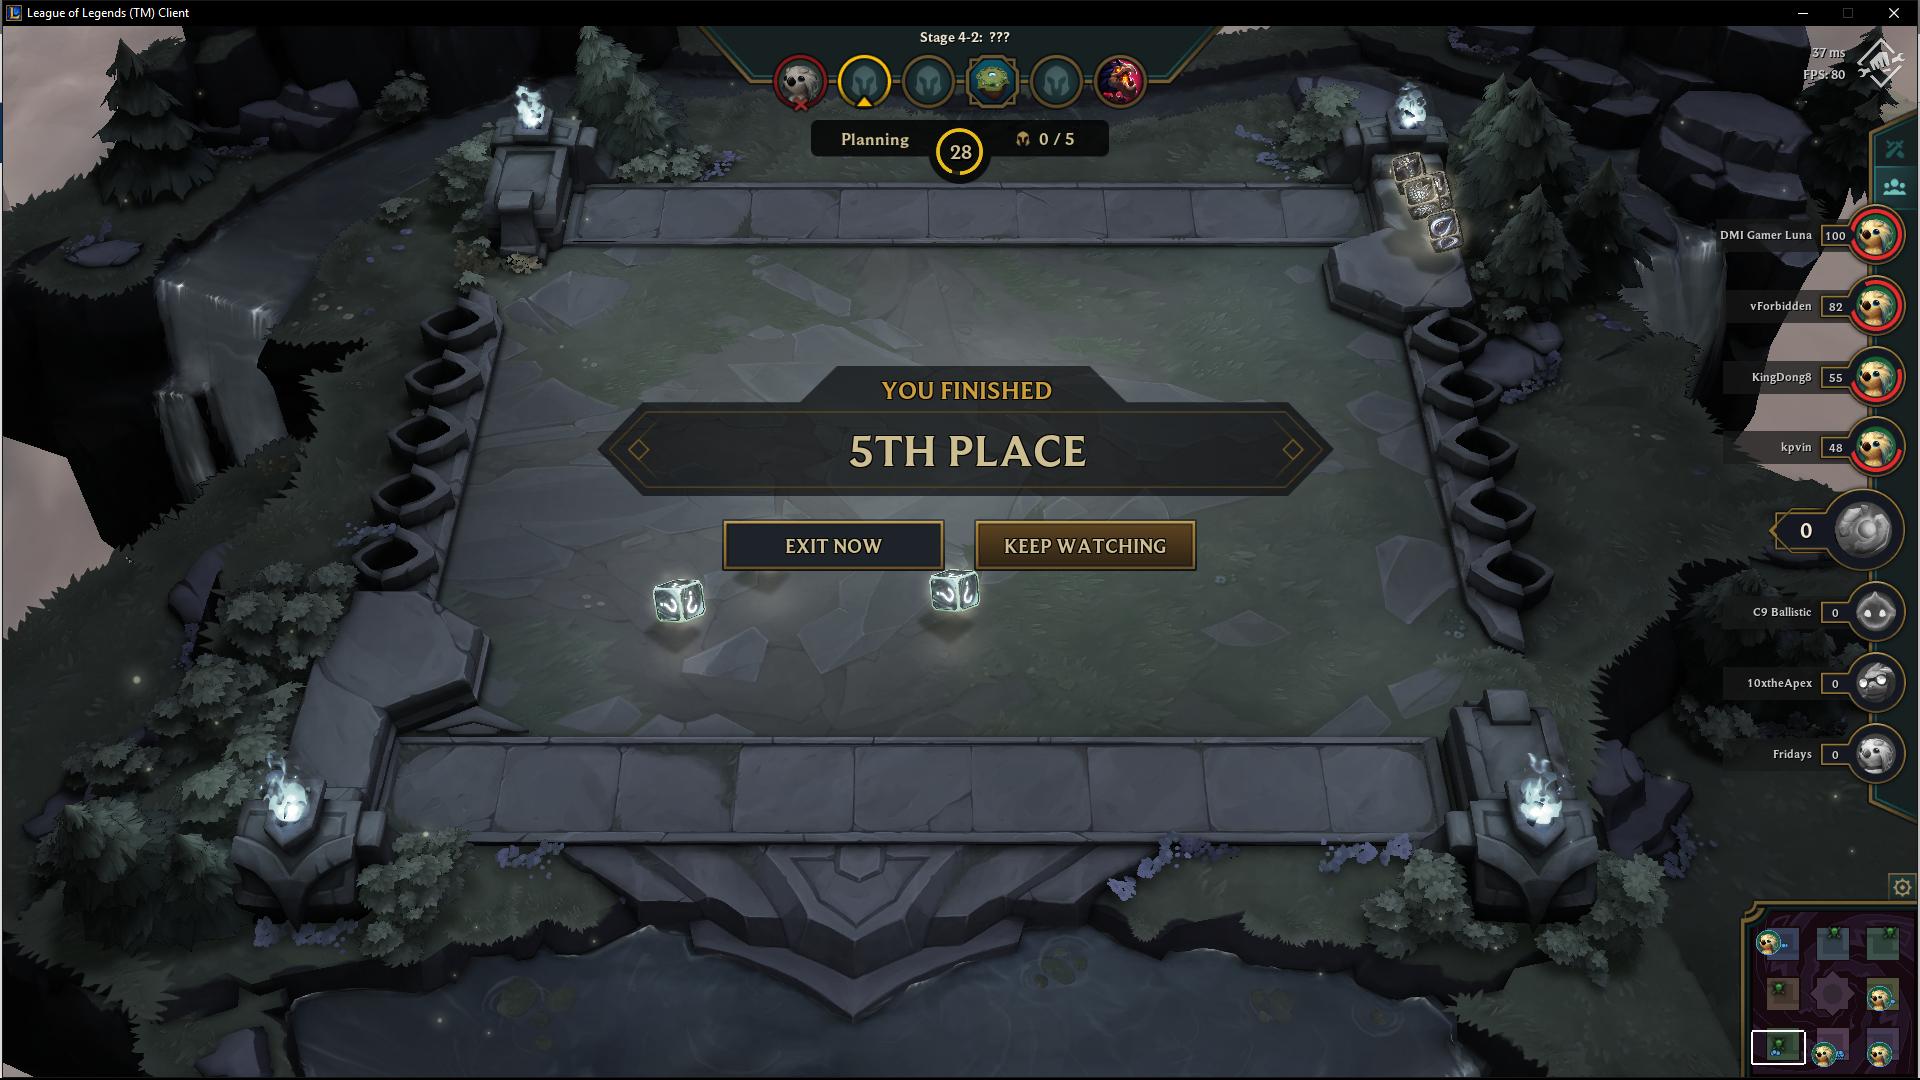 League of Legends (TM) Client
Stage 4-2: ???
37 ms
FPS: 80
Planning
28
0 / 5
DMI Gamer Luna 100
vForbidden 82
KingDong8 55
YOU FINISHED
5TH PLACE
kpvin 48
0
EXIT NOW
KEEP WATCHING
C9 Ballistic 0
10xtheApex 0
Fridays 0